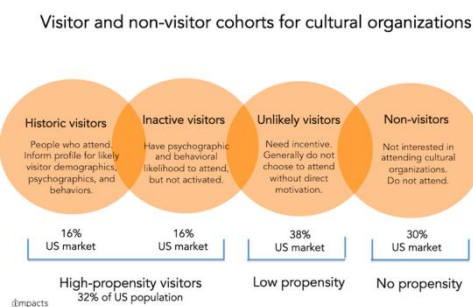 Visitor and non-visitor cohorts for cultural organizations
Historic visitors
People who attend.
Inform profile for likely
visitor demographics,
psychographics, and
behaviors.
Inactive visitors
Have psychographic
and behavioral
likelihood to attend,
but not activated.
Unlikely visitors
Need incentive.
Generally do not
choose to attend
without direct
motivation.
Non-visitors
Not interested in
attending cultural
organizations.
Do not attend.
16%
US market
16%
US market
38%
US market
30%
US market
High-propensity visitors
32% of US population
Low propensity
No propensity
impacts